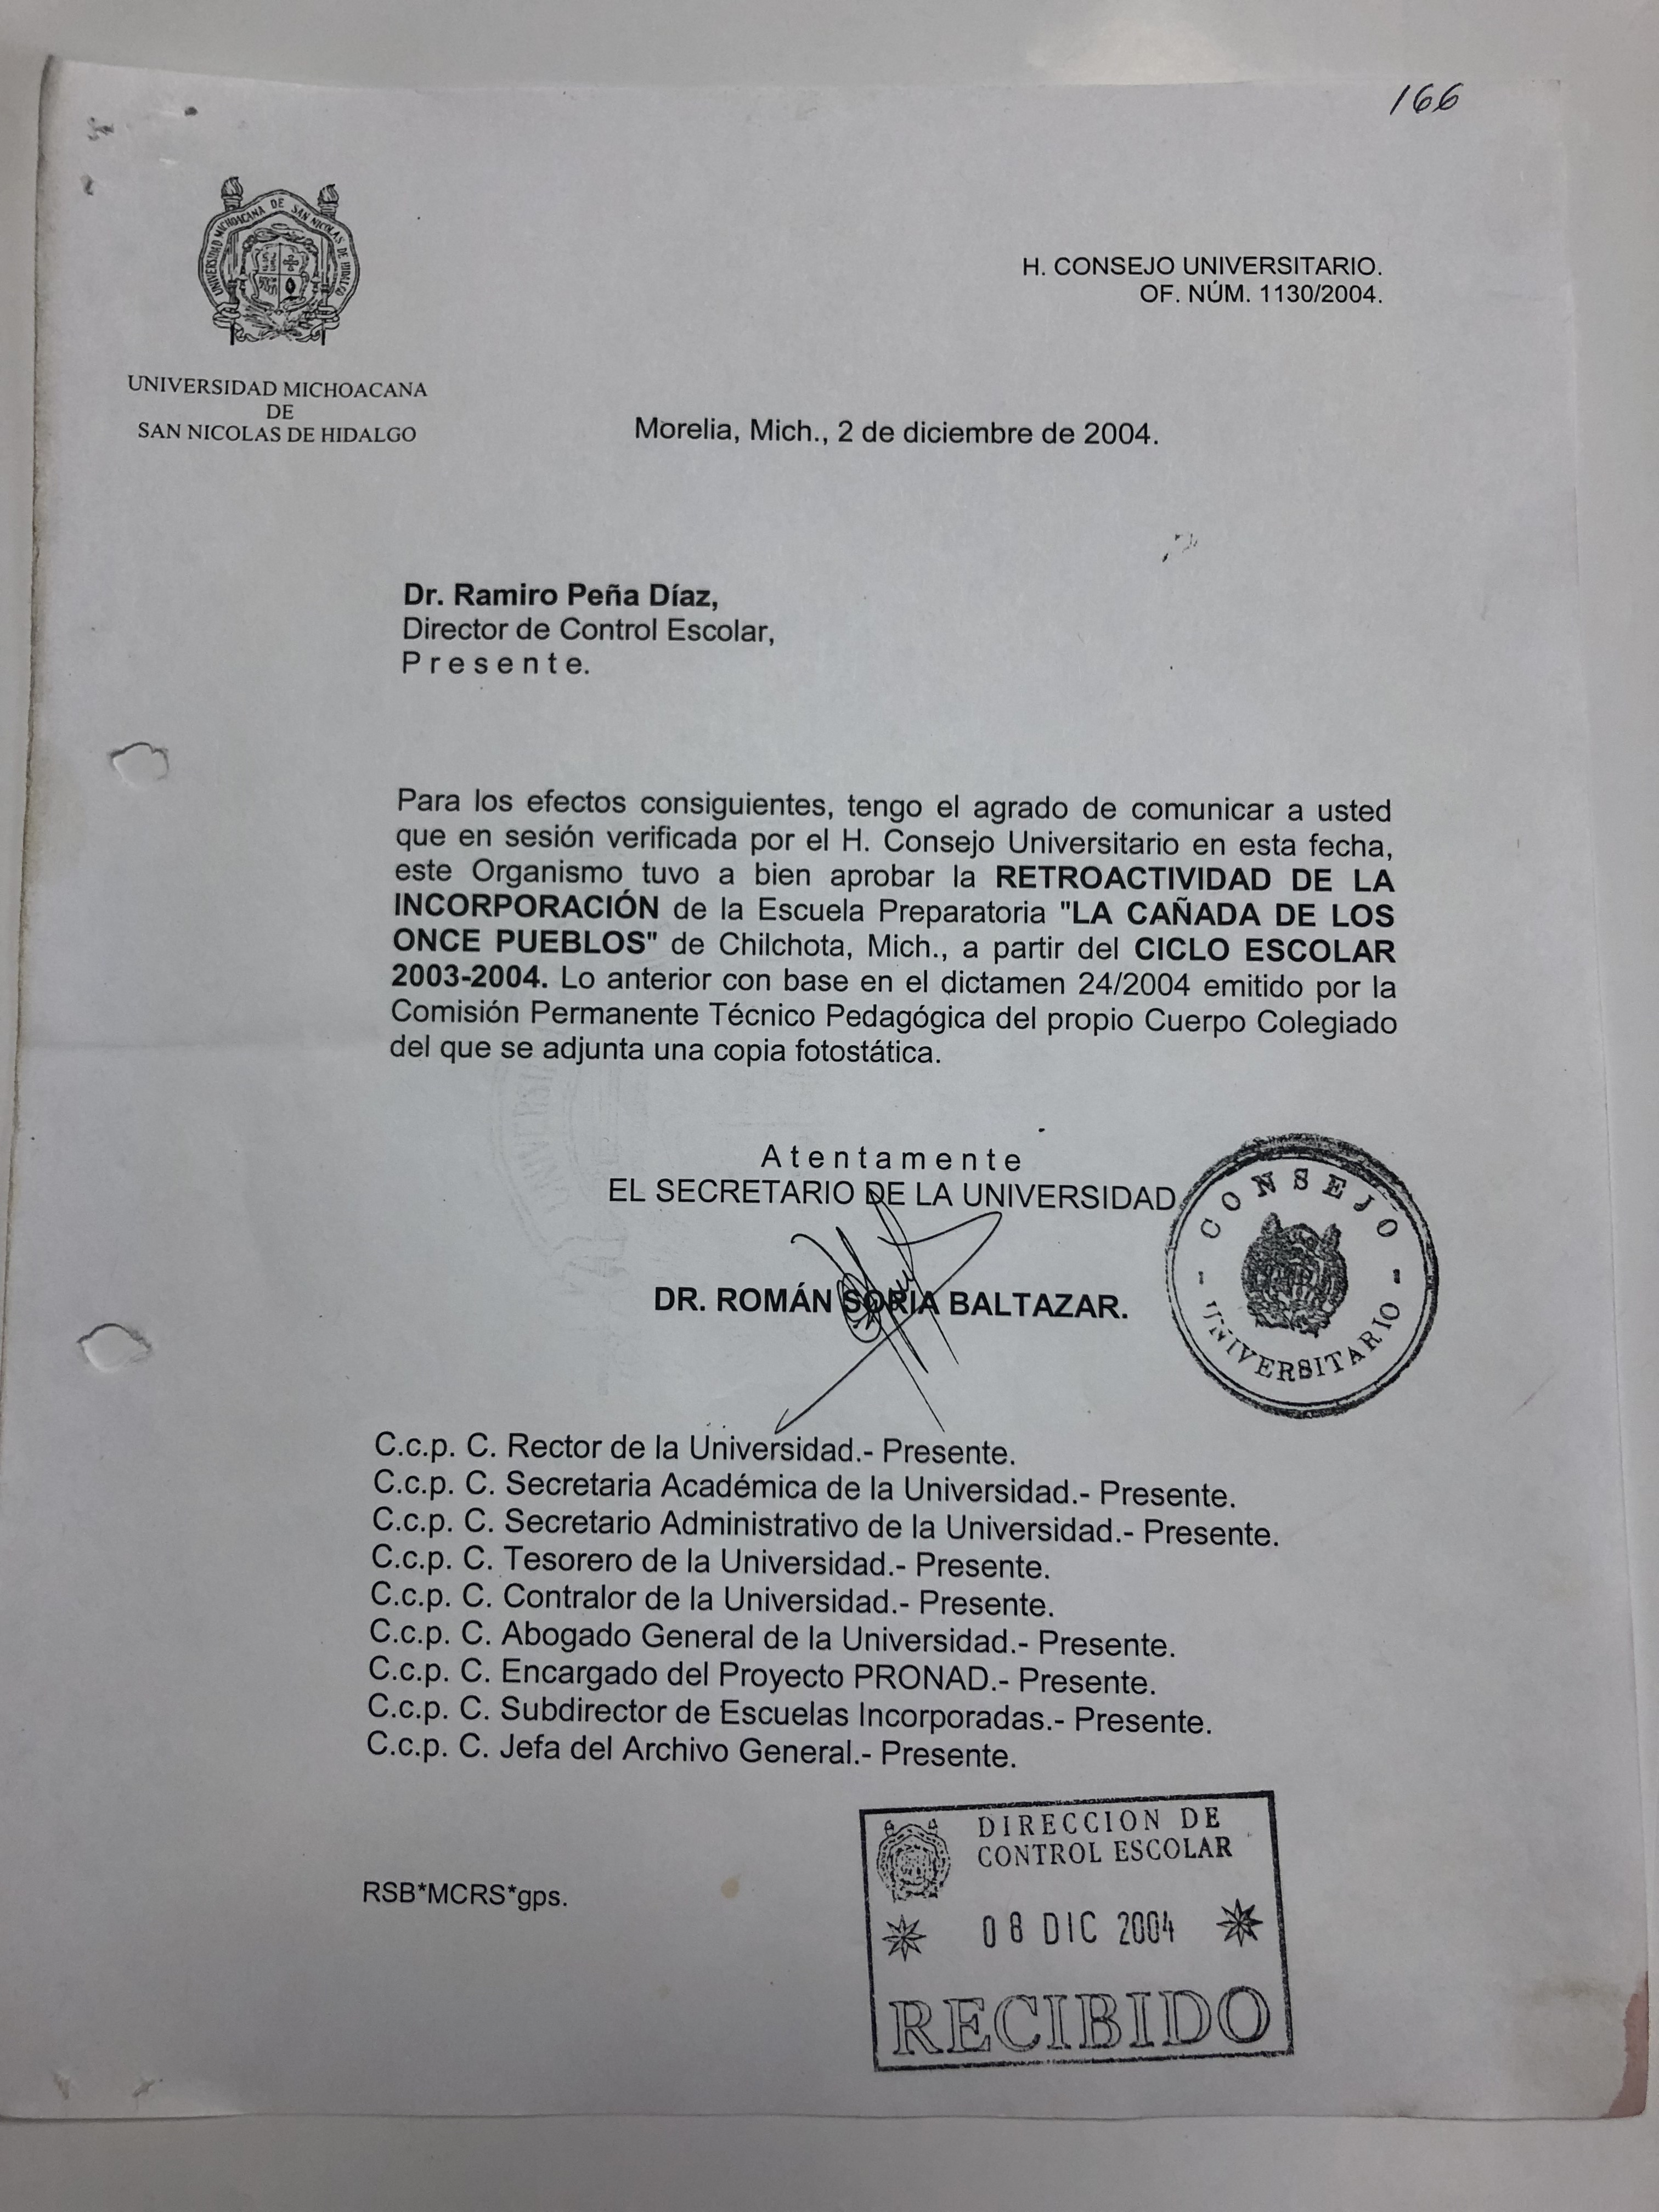 166
UNIVERSIDAD MICHOACANA DE SAN NICOLAS DE HIDALGO
H. CONSEJO UNIVERSITARIO.
OF. NÚM. 1130/2004.
UNIVERSIDAD MICHOACANA
DE
SAN NICOLAS DE HIDALGO
Morelia, Mich., 2 de diciembre de 2004.
Dr. Ramiro Peña Díaz,
Director de Control Escolar,
P r e s e n t e.
Para los efectos consiguientes, tengo el agrado de comunicar a usted
que en sesión verificada por el H. Consejo Universitario en esta fecha,
este Organismo tuvo a bien aprobar la RETROACTIVIDAD DE LA
INCORPORACIÓN de la Escuela Preparatoria "LA CAÑADA DE LOS
ONCE PUEBLOS" de Chilchota, Mich., a partir del CICLO ESCOLAR
2003-2004. Lo anterior con base en el dictamen 24/2004 emitido por la
Comisión Permanente Técnico Pedagógica del propio Cuerpo Colegiado
del que se adjunta una copia fotostática.
A t e n t a m e n t e
EL SECRETARIO DE LA UNIVERSIDAD
DR. ROMÁN SORIA BALTAZAR.
- CONSEJO -
UNIVERSITARIO
C.c.p. C. Rector de la Universidad.- Presente.
C.c.p. C. Secretaria Académica de la Universidad.- Presente.
C.c.p. C. Secretario Administrativo de la Universidad.- Presente.
C.c.p. C. Tesorero de la Universidad.- Presente.
C.c.p. C. Contralor de la Universidad.- Presente.
C.c.p. C. Abogado General de la Universidad.- Presente.
C.c.p. C. Encargado del Proyecto PRONAD.- Presente.
C.c.p. C. Subdirector de Escuelas Incorporadas.- Presente.
C.c.p. C. Jefa del Archivo General.- Presente.
RSB*MCRS*gps.
DIRECCION DE
CONTROL ESCOLAR
08 DIC 2004
RECIBIDO